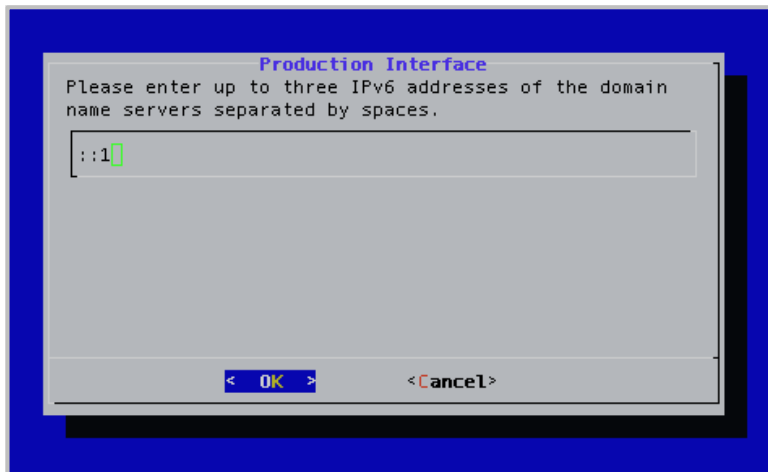 Production Interface
Please enter up to three IPv6 addresses of the domain
name servers separated by spaces.
::1
< OK > <Cancel>